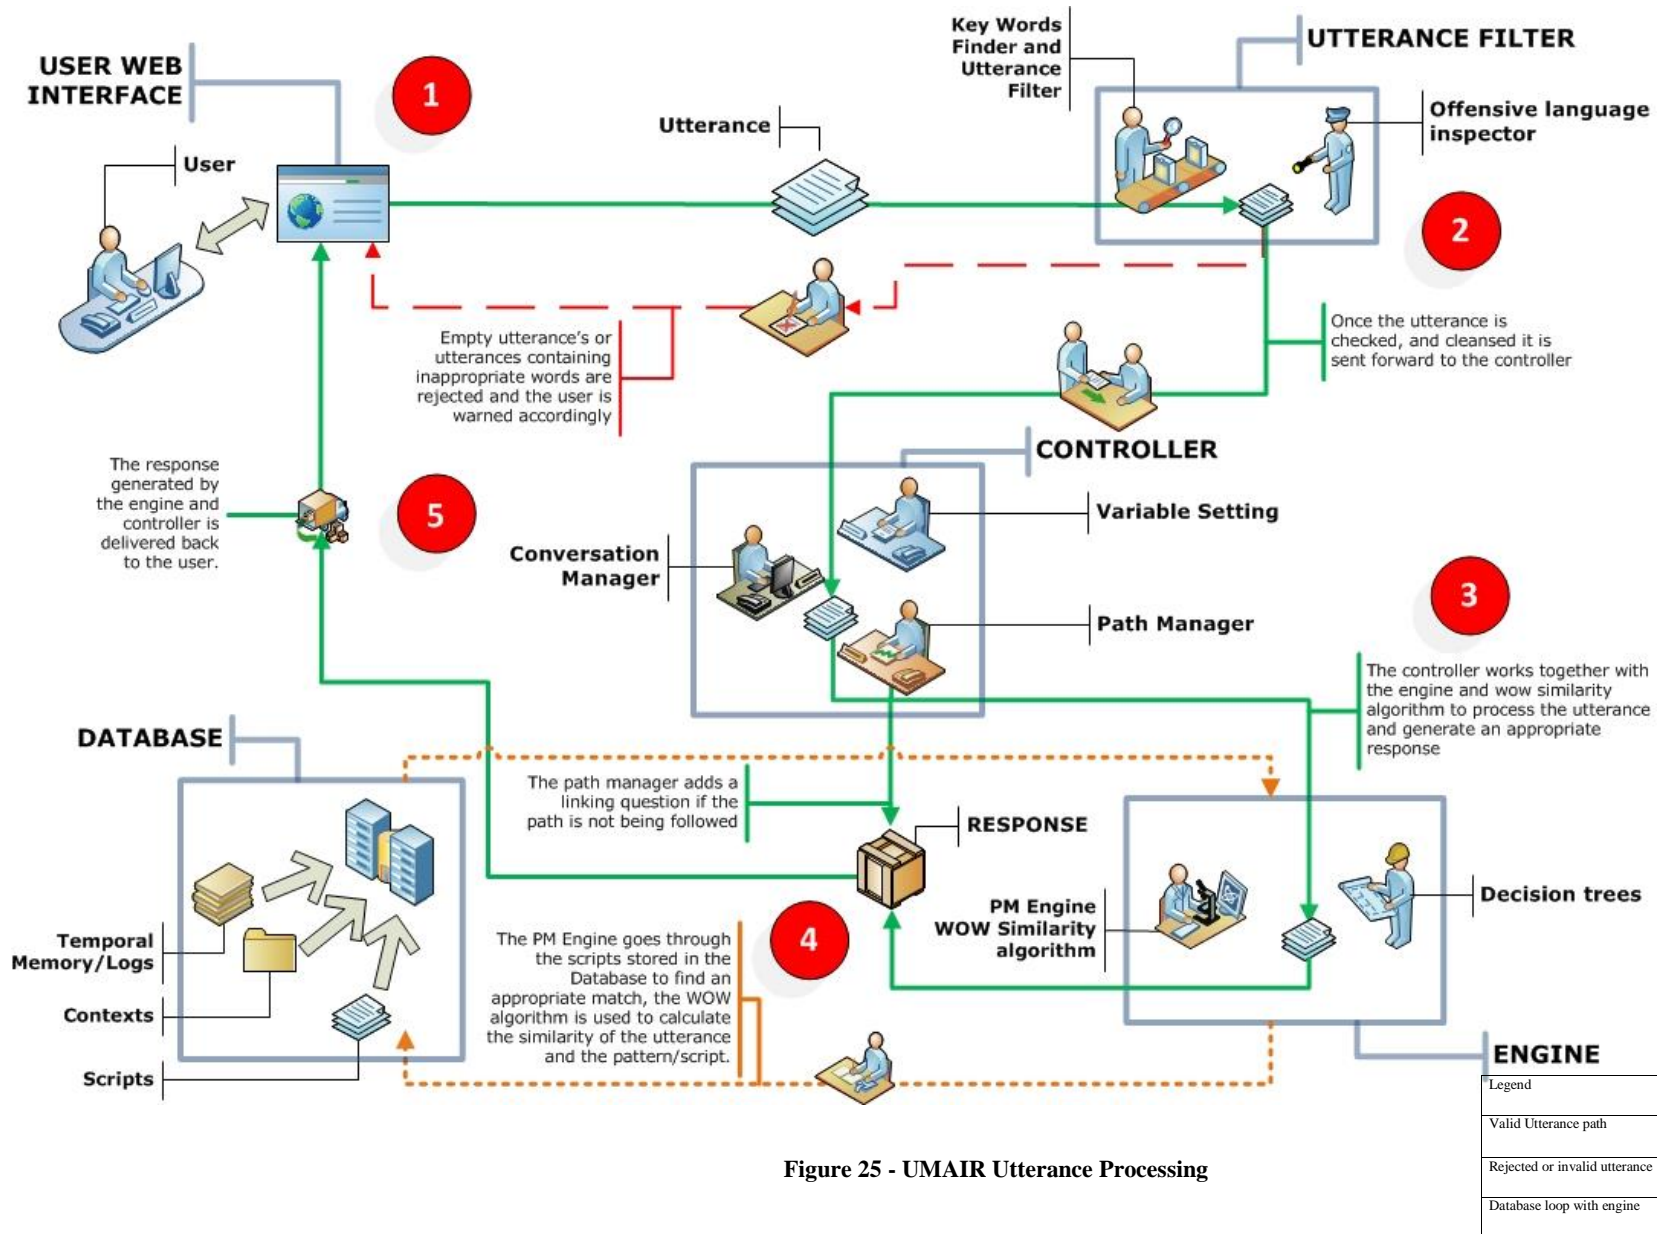 USER WEB
INTERFACE
User
1
Utterance
Key Words
Finder and
Utterance
Filter
UTTERANCE FILTER
Offensive language
inspector
2
Empty utterance's or
utterances containing
inappropriate words are
rejected and the user is
warned accordingly
Once the utterance is
checked, and cleansed it is
sent forward to the controller
CONTROLLER
Variable Setting
Conversation
Manager
Path Manager
The response
generated by
the engine and
controller is
delivered back
to the user.
5
3
The controller works together with
the engine and wow similarity
algorithm to process the utterance
and generate an appropriate
response
DATABASE
The path manager adds a
linking question if the
path is not being followed
RESPONSE
Temporal
Memory/Logs
Contexts
Scripts
The PM Engine goes through
the scripts stored in the
Database to find an
appropriate match, the WOW
algorithm is used to calculate
the similarity of the utterance
and the pattern/script.
4
PM Engine
WOW Similarity
algorithm
Decision trees
ENGINE
Legend
Valid Utterance path
Rejected or invalid utterance
Database loop with engine
Figure 25 - UMAIR Utterance Processing